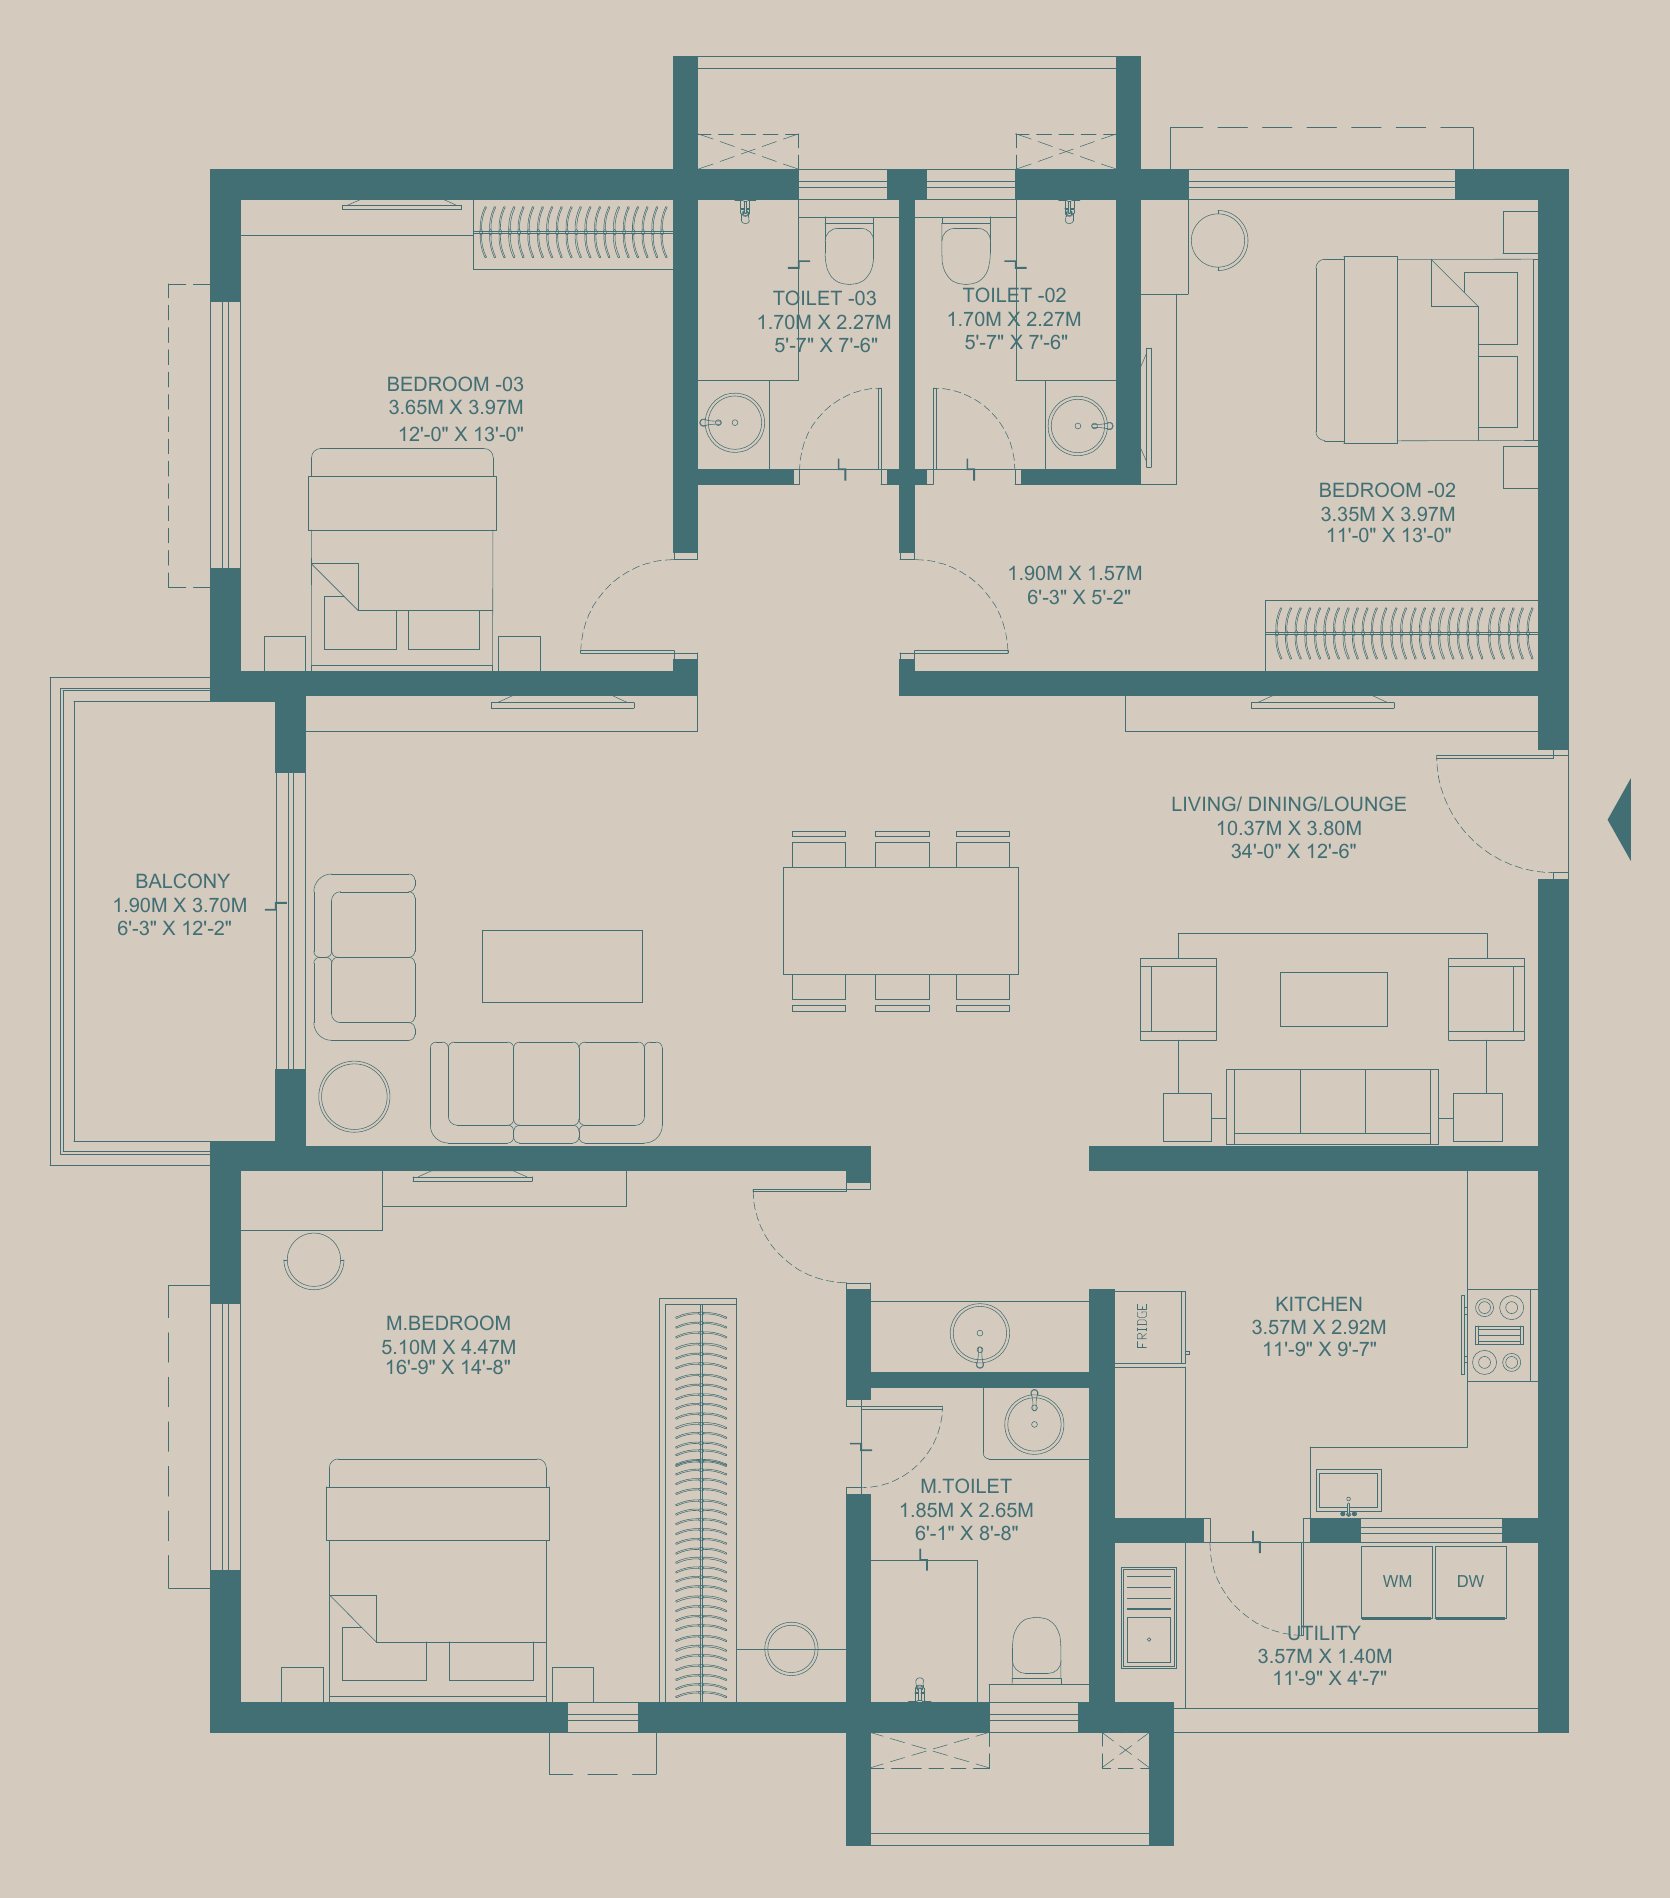 TOILET -03
1.70M X 2.27M
5'-7" X 7'-6"
TOILET -02
1.70M X 2.27M
5'-7" X 7'-6"
BEDROOM -03
3.65M X 3.97M
12'-0" X 13'-0"
BEDROOM -02
3.35M X 3.97M
11'-0" X 13'-0"
1.90M X 1.57M
6'-3" X 5'-2"
LIVING/ DINING/LOUNGE
10.37M X 3.80M
34'-0" X 12'-6"
BALCONY
1.90M X 3.70M
6'-3" X 12'-2"
M.BEDROOM
5.10M X 4.47M
16'-9" X 14'-8"
FRIDGE
KITCHEN
3.57M X 2.92M
11'-9" X 9'-7"
M.TOILET
1.85M X 2.65M
6'-1" X 8'-8"
WM
DW
UTILITY
3.57M X 1.40M
11'-9" X 4'-7"